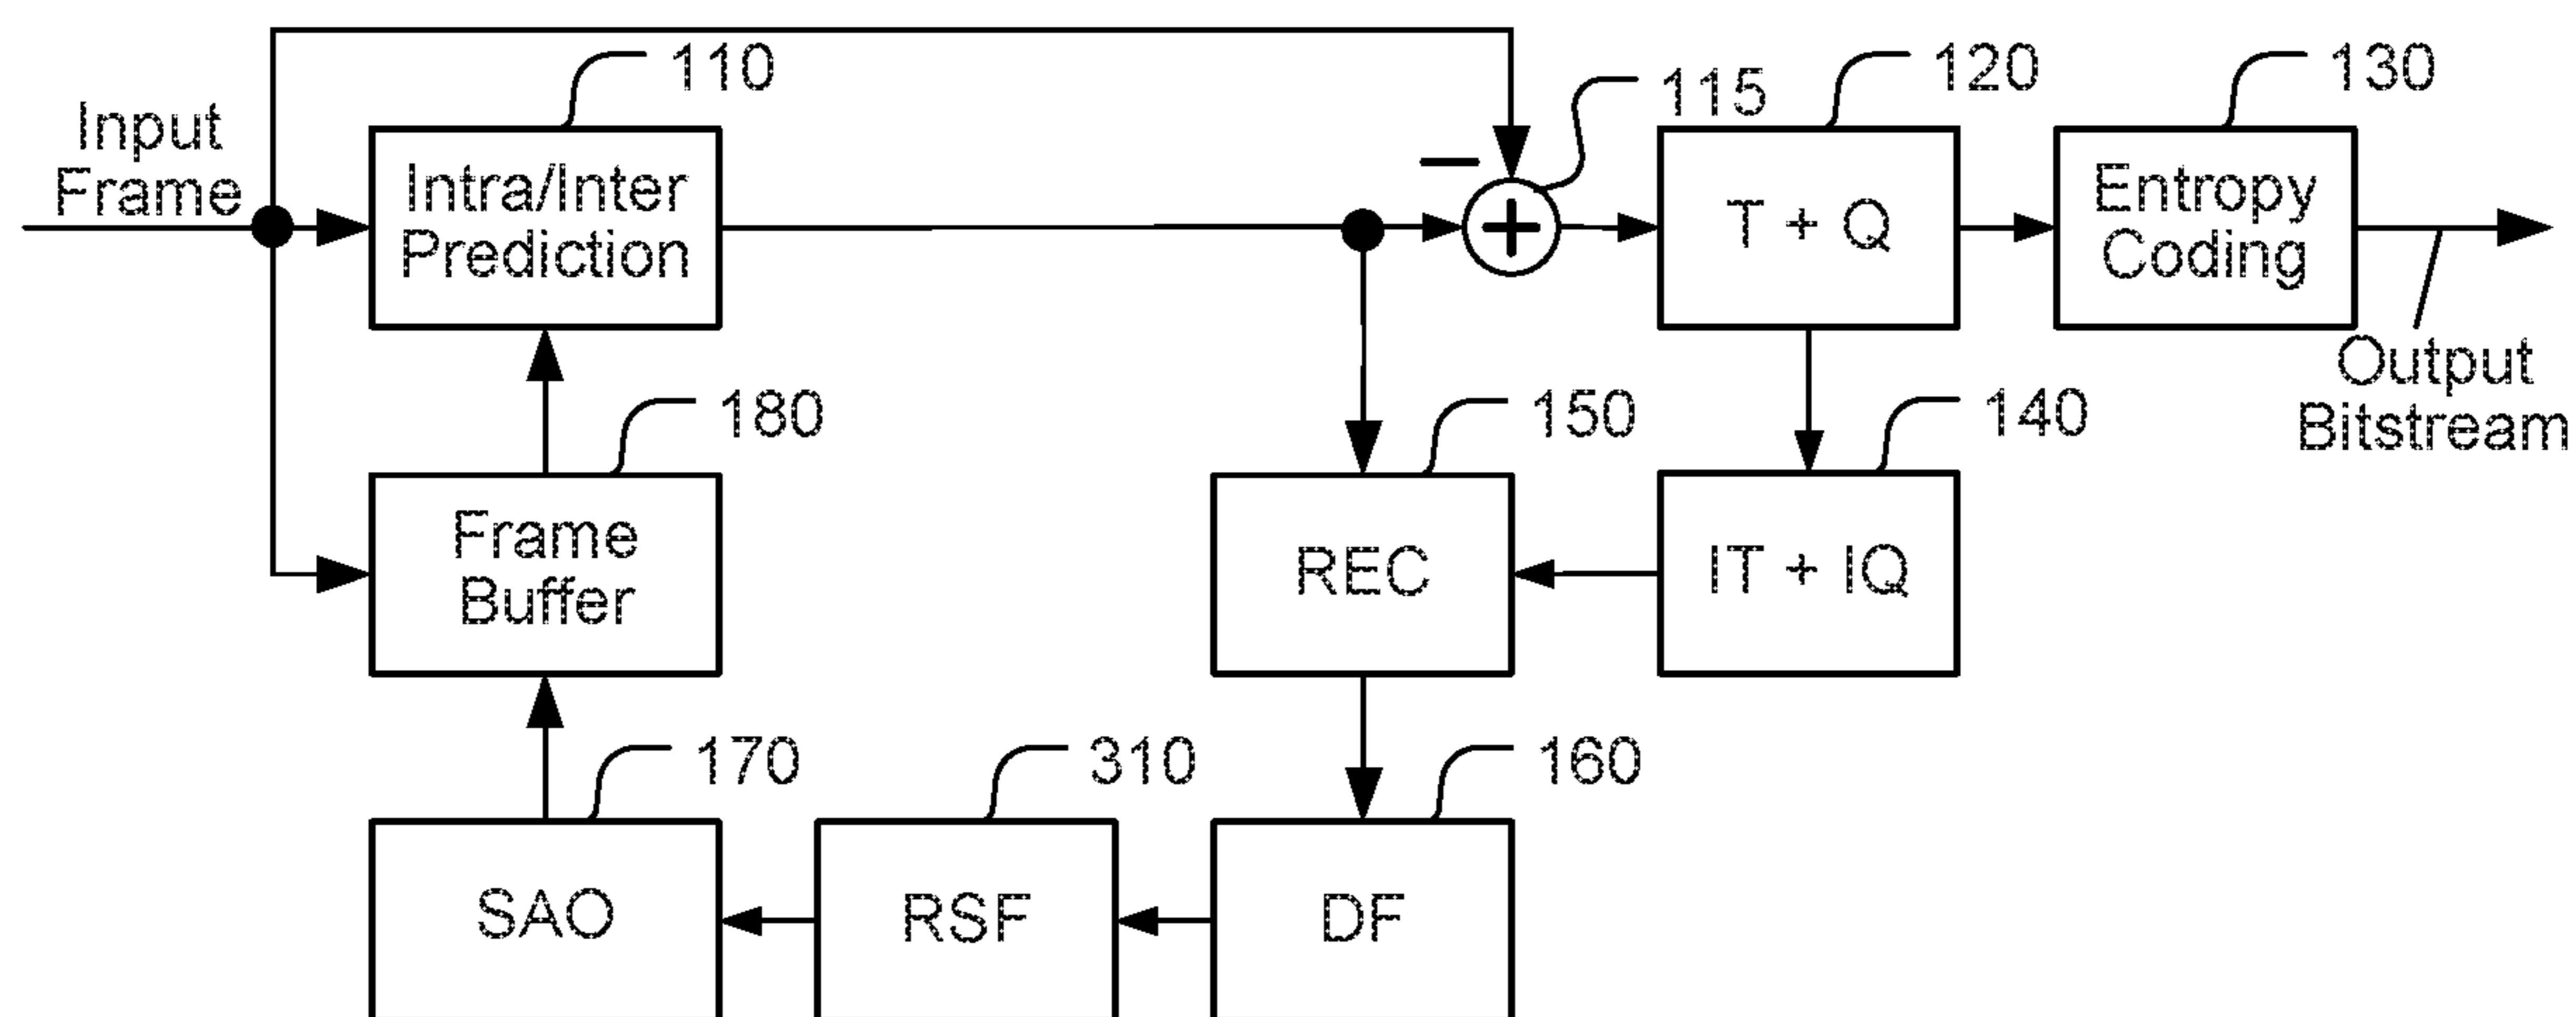 110
115
120
130
Input
Frame
Intra/Inter
Prediction
−
+
T + Q
Entropy
Coding
Output
Bitstream
180
150
140
Frame
Buffer
REC
IT + IQ
170
310
160
SAO
RSF
DF